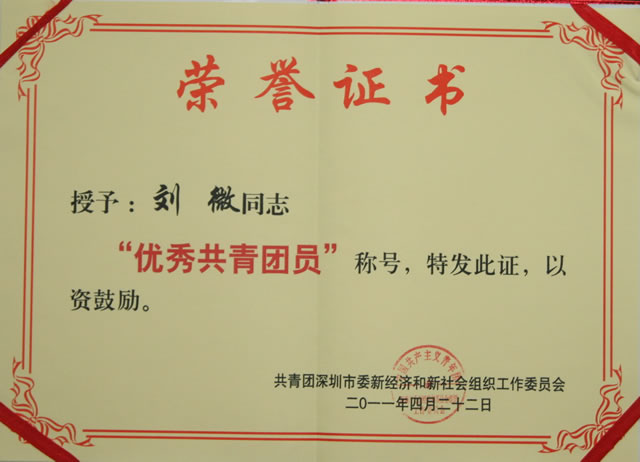 荣誉证书
授予：刘 微同志
“优秀共青团员”称号，特发此证，以
资鼓励。
共青团深圳市委新经济和新社会组织工作委员会
二〇一一年四月二十二日